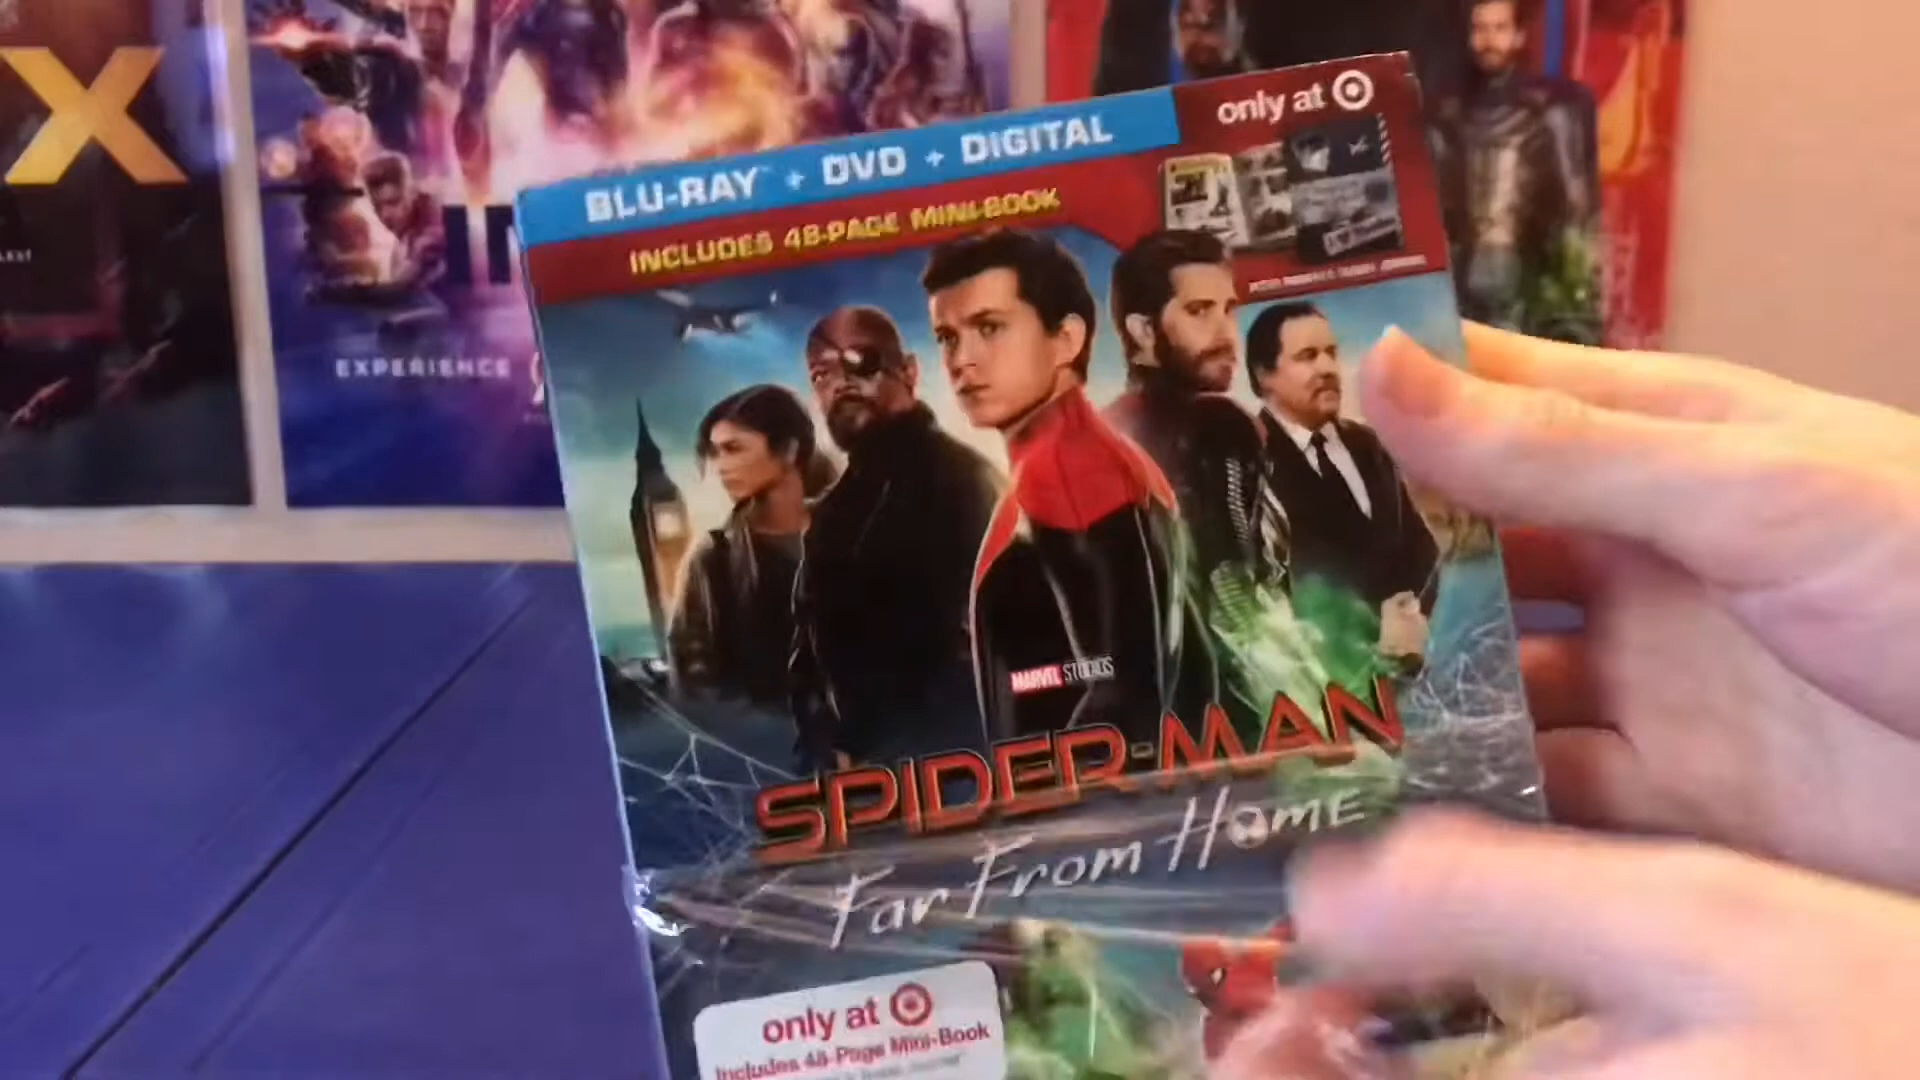 X
EXPERIENCE
BLU-RAY™ + DVD + DIGITAL
only at
INCLUDES 48-PAGE MINI-BOOK
MARVEL STUDIOS
SPIDER-MAN
Far From Home
only at
Includes 48-Page Mini-Book